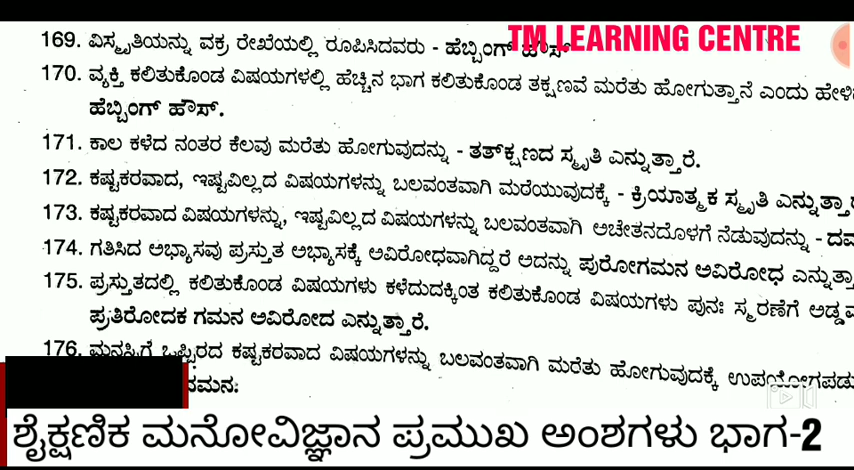 TM LEARNING CENTRE
169. ವಿಸ್ಮೃತಿಯನ್ನು ವಕ್ರ ರೇಖೆಯಲ್ಲಿ ರೂಪಿಸಿದವರು - ಹೆಬ್ಬಿಂಗ್ ಹೌಸ್
170. ವ್ಯಕ್ತಿ ಕಲಿತುಕೊಂಡ ವಿಷಯಗಳಲ್ಲಿ ಹೆಚ್ಚಿನ ಭಾಗ ಕಲಿತುಕೊಂಡ ತಕ್ಷಣವೆ ಮರೆತು ಹೋಗುತ್ತಾನೆ ಎಂದು
ಹೆಬ್ಬಿಂಗ್ ಹೌಸ್.
171. ಕಾಲ ಕಳೆದ ನಂತರ ಕೆಲವು ಮರೆತು ಹೋಗುವುದನ್ನು - ತತ್‌ಕ್ಷಣದ ಸ್ಮೃತಿ ಎನ್ನುತ್ತಾರೆ.
172. ಕಷ್ಟಕರವಾದ, ಇಷ್ಟವಿಲ್ಲದ ವಿಷಯಗಳನ್ನು ಬಲವಂತವಾಗಿ ಮರೆಯುವುದಕ್ಕೆ - ಕ್ರಿಯಾತ್ಮಕ ಸ್ಮೃತಿ ಎನ್ನುತ್ತಾ
173. ಕಷ್ಟಕರವಾದ ವಿಷಯಗಳನ್ನು, ಇಷ್ಟವಿಲ್ಲದ ವಿಷಯಗಳನ್ನು ಬಲವಂತವಾಗಿ ಅಚೇತನದೊಳಗೆ ನೆಡುವುದನ್ನು -
174. ಗತಿಸಿದ ಅಭ್ಯಾಸವು ಪ್ರಸ್ತುತ ಅಭ್ಯಾಸಕ್ಕೆ ಅವಿರೋಧವಾಗಿದ್ದರೆ ಅದನ್ನು ಪುರೋಗಮನ ಅವಿರೋಧ ಎನ್ನುತ್ತಾ
175. ಪ್ರಸ್ತುತದಲ್ಲಿ ಕಲಿತುಕೊಂಡ ವಿಷಯಗಳು ಕಳೆದುದಕ್ಕಿಂತ ಕಲಿತುಕೊಂಡ ವಿಷಯಗಳು ಪುನಃ ಸ್ಮರಣೆಗೆ
ಪ್ರತಿರೋದಕ ಗಮನ ಅವಿರೋದ ಎನ್ನುತ್ತಾರೆ.
176. ಮನಸ್ಸಿಗೆ ಒಪ್ಪಿರದ ಕಷ್ಟಕರವಾದ ವಿಷಯಗಳನ್ನು ಬಲವಂತವಾಗಿ ಮರೆತು ಹೋಗುವುದಕ್ಕೆ
ಶೈಕ್ಷಣಿಕ ಮನೋವಿಜ್ಞಾನ ಪ್ರಮುಖ ಅಂಶಗಳು ಭಾಗ-2